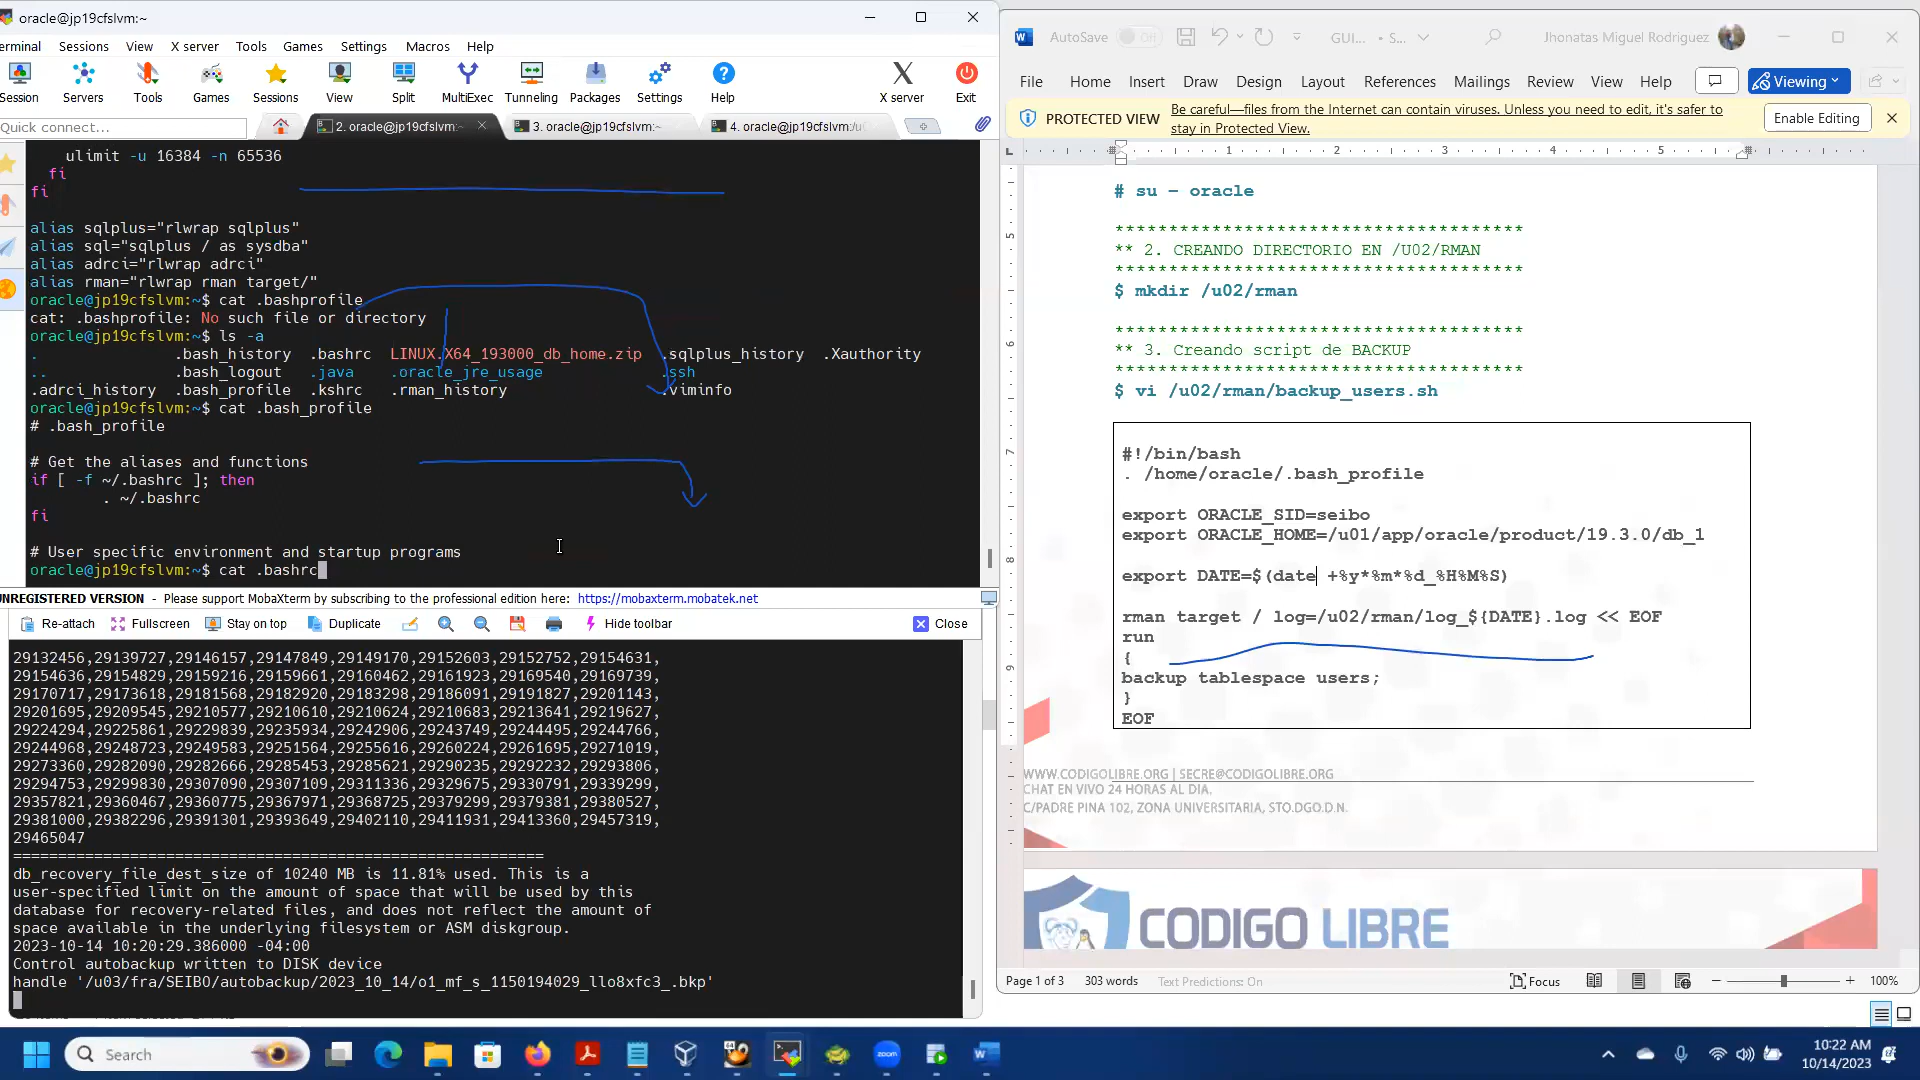 oracle@jp19cfslvm:~
erminal Sessions View X server Tools Games Settings Macros Help
Session Servers Tools Games Sessions View Split MultiExec Tunneling Packages Settings Help X server Exit
Quick connect...
2. oracle@jp19cfslvm:~
3. oracle@jp19cfslvm:~
4. oracle@jp19cfslvm:/u
ulimit -u 16384 -n 65536
fi
fi
alias sqlplus="rlwrap sqlplus"
alias sql="sqlplus / as sysdba"
alias adrci="rlwrap adrci"
alias rman="rlwrap rman target/"
oracle@jp19cfslvm:~$ cat .bashprofile
cat: .bashprofile: No such file or directory
oracle@jp19cfslvm:~$ ls -a
. .bash_history .bashrc LINUX.X64_193000_db_home.zip .sqlplus_history .Xauthority
.. .bash_logout .java .oracle_jre_usage .ssh
.adrci_history .bash_profile .kshrc .rman_history .viminfo
oracle@jp19cfslvm:~$ cat .bash_profile
# .bash_profile
# Get the aliases and functions
if [ -f ~/.bashrc ]; then
. ~/.bashrc
fi
# User specific environment and startup programs
oracle@jp19cfslvm:~$ cat .bashrc
UNREGISTERED VERSION - Please support MobaXterm by subscribing to the professional edition here: https://mobaxterm.mobatek.net
Re-attach Fullscreen Stay on top Duplicate Hide toolbar Close
29132456,29139727,29146157,29147849,29149170,29152603,29152752,29154631,
29154636,29154829,29159216,29159661,29160462,29161923,29169540,29169739,
29170717,29173618,29181568,29182920,29183298,29186091,29191827,29201143,
29201695,29209545,29210577,29210610,29210624,29210683,29213641,29219627,
29224294,29225861,29229839,29235934,29242906,29243749,29244495,29244766,
29244968,29248723,29249583,29251564,29255616,29260224,29261695,29271019,
29273360,29282090,29282666,29285453,29285621,29290235,29292232,29293806,
29294753,29299830,29307090,29307109,29311336,29329675,29330791,29339299,
29357821,29360467,29360775,29367971,29368725,29379299,29379381,29380527,
29381000,29382296,29391301,29393649,29402110,29411931,29413360,29457319,
29465047
===========================================================
db_recovery_file_dest_size of 10240 MB is 11.81% used. This is a
user-specified limit on the amount of space that will be used by this
database for recovery-related files, and does not reflect the amount of
space available in the underlying filesystem or ASM diskgroup.
2023-10-14 10:20:29.386000 -04:00
Control autobackup written to DISK device
handle '/u03/fra/SEIBO/autobackup/2023_10_14/o1_mf_s_1150194029_llo8xfc3_.bkp'
AutoSave Off GUI... • S... Jhonatas Miguel Rodriguez
File Home Insert Draw Design Layout References Mailings Review View Help Viewing
PROTECTED VIEW Be careful—files from the Internet can contain viruses. Unless you need to edit, it's safer to stay in Protected View. Enable Editing
1 2 3 4 5
# su – oracle
**************************************
** 2. CREANDO DIRECTORIO EN /U02/RMAN
**************************************
$ mkdir /u02/rman
**************************************
** 3. Creando script de BACKUP
**************************************
$ vi /u02/rman/backup_users.sh
#!/bin/bash
. /home/oracle/.bash_profile
export ORACLE_SID=seibo
export ORACLE_HOME=/u01/app/oracle/product/19.3.0/db_1
export DATE=$(date +%y*%m*%d_%H%M%S)
rman target / log=/u02/rman/log_${DATE}.log << EOF
run
{
backup tablespace users;
}
EOF
WWW.CODIGOLIBRE.ORG | SECRE@CODIGOLIBRE.ORG
CHAT EN VIVO 24 HORAS AL DIA.
C/PADRE PINA 102, ZONA UNIVERSITARIA, STO.DGO.D.N.
CODIGO LIBRE
Page 1 of 3 303 words Text Predictions: On Focus 100%
Search
10:22 AM
10/14/2023